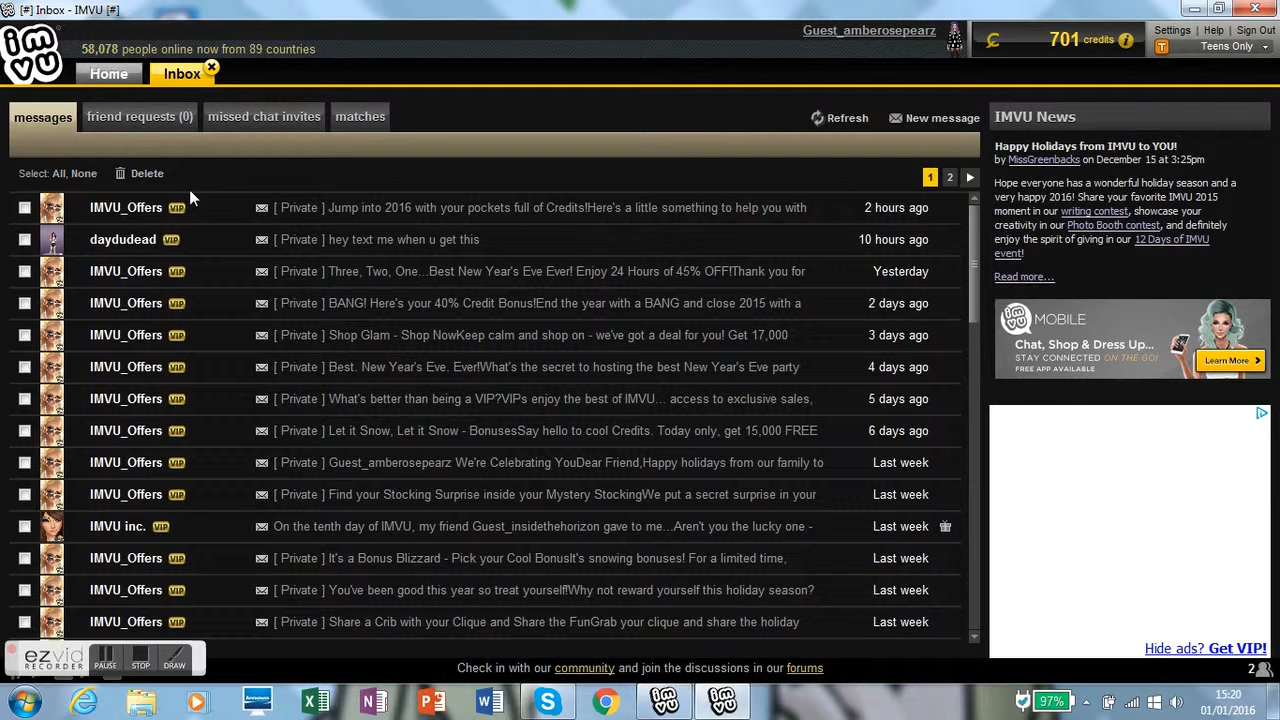 [#] Inbox - IMVU [#]
imvu
58,078 people online now from 89 countries
Guest_amberosepearz
701 credits
Settings | Help | Sign Out
T Teens Only
Home
Inbox
messages
friend requests (0)
missed chat invites
matches
Refresh
New message
Select: All, None
Delete
1 2
IMVU_Offers VIP [ Private ] Jump into 2016 with your pockets full of Credits!Here's a little something to help you with 2 hours ago
daydudead VIP [ Private ] hey text me when u get this 10 hours ago
IMVU_Offers VIP [ Private ] Three, Two, One...Best New Year's Eve Ever! Enjoy 24 Hours of 45% OFF!Thank you for Yesterday
IMVU_Offers VIP [ Private ] BANG! Here's your 40% Credit Bonus!End the year with a BANG and close 2015 with a 2 days ago
IMVU_Offers VIP [ Private ] Shop Glam - Shop NowKeep calm and shop on - we've got a deal for you! Get 17,000 3 days ago
IMVU_Offers VIP [ Private ] Best. New Year's Eve. Ever!Whats the secret to hosting the best New Year's Eve party 4 days ago
IMVU_Offers VIP [ Private ] What's better than being a VIP?VIPs enjoy the best of IMVU... access to exclusive sales, 5 days ago
IMVU_Offers VIP [ Private ] Let it Snow, Let it Snow - BonusesSay hello to cool Credits. Today only, get 15,000 FREE 6 days ago
IMVU_Offers VIP [ Private ] Guest_amberosepearz We're Celebrating YouDear Friend,Happy holidays from our family to Last week
IMVU_Offers VIP [ Private ] Find your Stocking Surprise inside your Mystery StockingWe put a secret surprise in your Last week
IMVU inc. VIP On the tenth day of IMVU, my friend Guest_insidethehorizon gave to me...Aren't you the lucky one - Last week
IMVU_Offers VIP [ Private ] It's a Bonus Blizzard - Pick your Cool BonusIt's snowing bonuses! For a limited time, Last week
IMVU_Offers VIP [ Private ] You've been good this year so treat yourself!Why not reward yourself this holiday season? Last week
IMVU_Offers VIP [ Private ] Share a Crib with your Clique and Share the FunGrab your clique and share the holiday Last week
IMVU News
Happy Holidays from IMVU to YOU!
by MissGreenbacks on December 15 at 3:25pm
Hope everyone has a wonderful holiday season and a
very happy 2016! Share your favorite IMVU 2015
moment in our writing contest, showcase your
creativity in our Photo Booth contest, and definitely
enjoy the spirit of giving in our 12 Days of IMVU
event!
Read more...
imvu MOBILE
Chat, Shop & Dress Up...
STAY CONNECTED ON THE GO!
FREE APP AVAILABLE
Learn More >
Hide ads? Get VIP!
2
Check in with our community and join the discussions in our forums
ezvid
RECORDER
PAUSE
STOP
DRAW
97%
15:20
01/01/2016